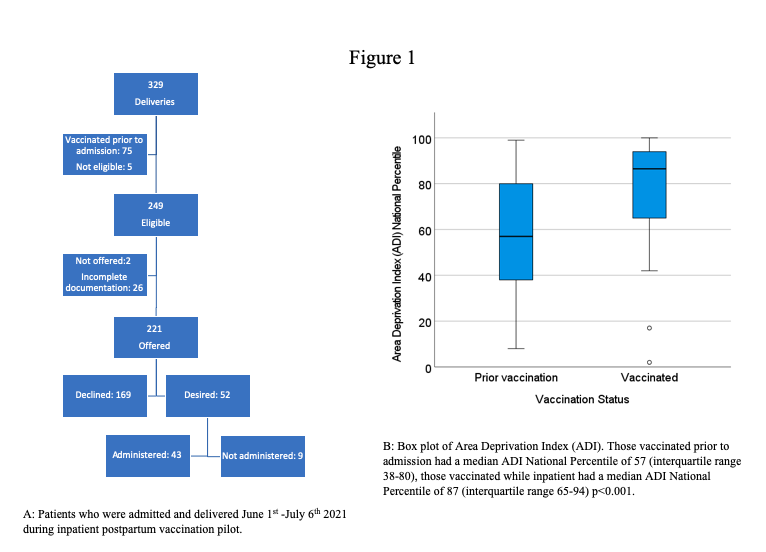 Figure 1
329
Deliveries
Vaccinated prior to
admission: 75
Not eligible: 5
249
Eligible
Not offered:2
Incomplete
documentation: 26
221
Offered
Declined: 169
Desired: 52
Administered: 43
Not administered: 9
A: Patients who were admitted and delivered June 1st -July 6th 2021
during inpatient postpartum vaccination pilot.
Area Deprivation Index (ADI) National Percentile
100
80
60
40
20
0
Prior vaccination
Vaccinated
Vaccination Status
B: Box plot of Area Deprivation Index (ADI). Those vaccinated prior to
admission had a median ADI National Percentile of 57 (interquartile range
38-80), those vaccinated while inpatient had a median ADI National
Percentile of 87 (interquartile range 65-94) p<0.001.